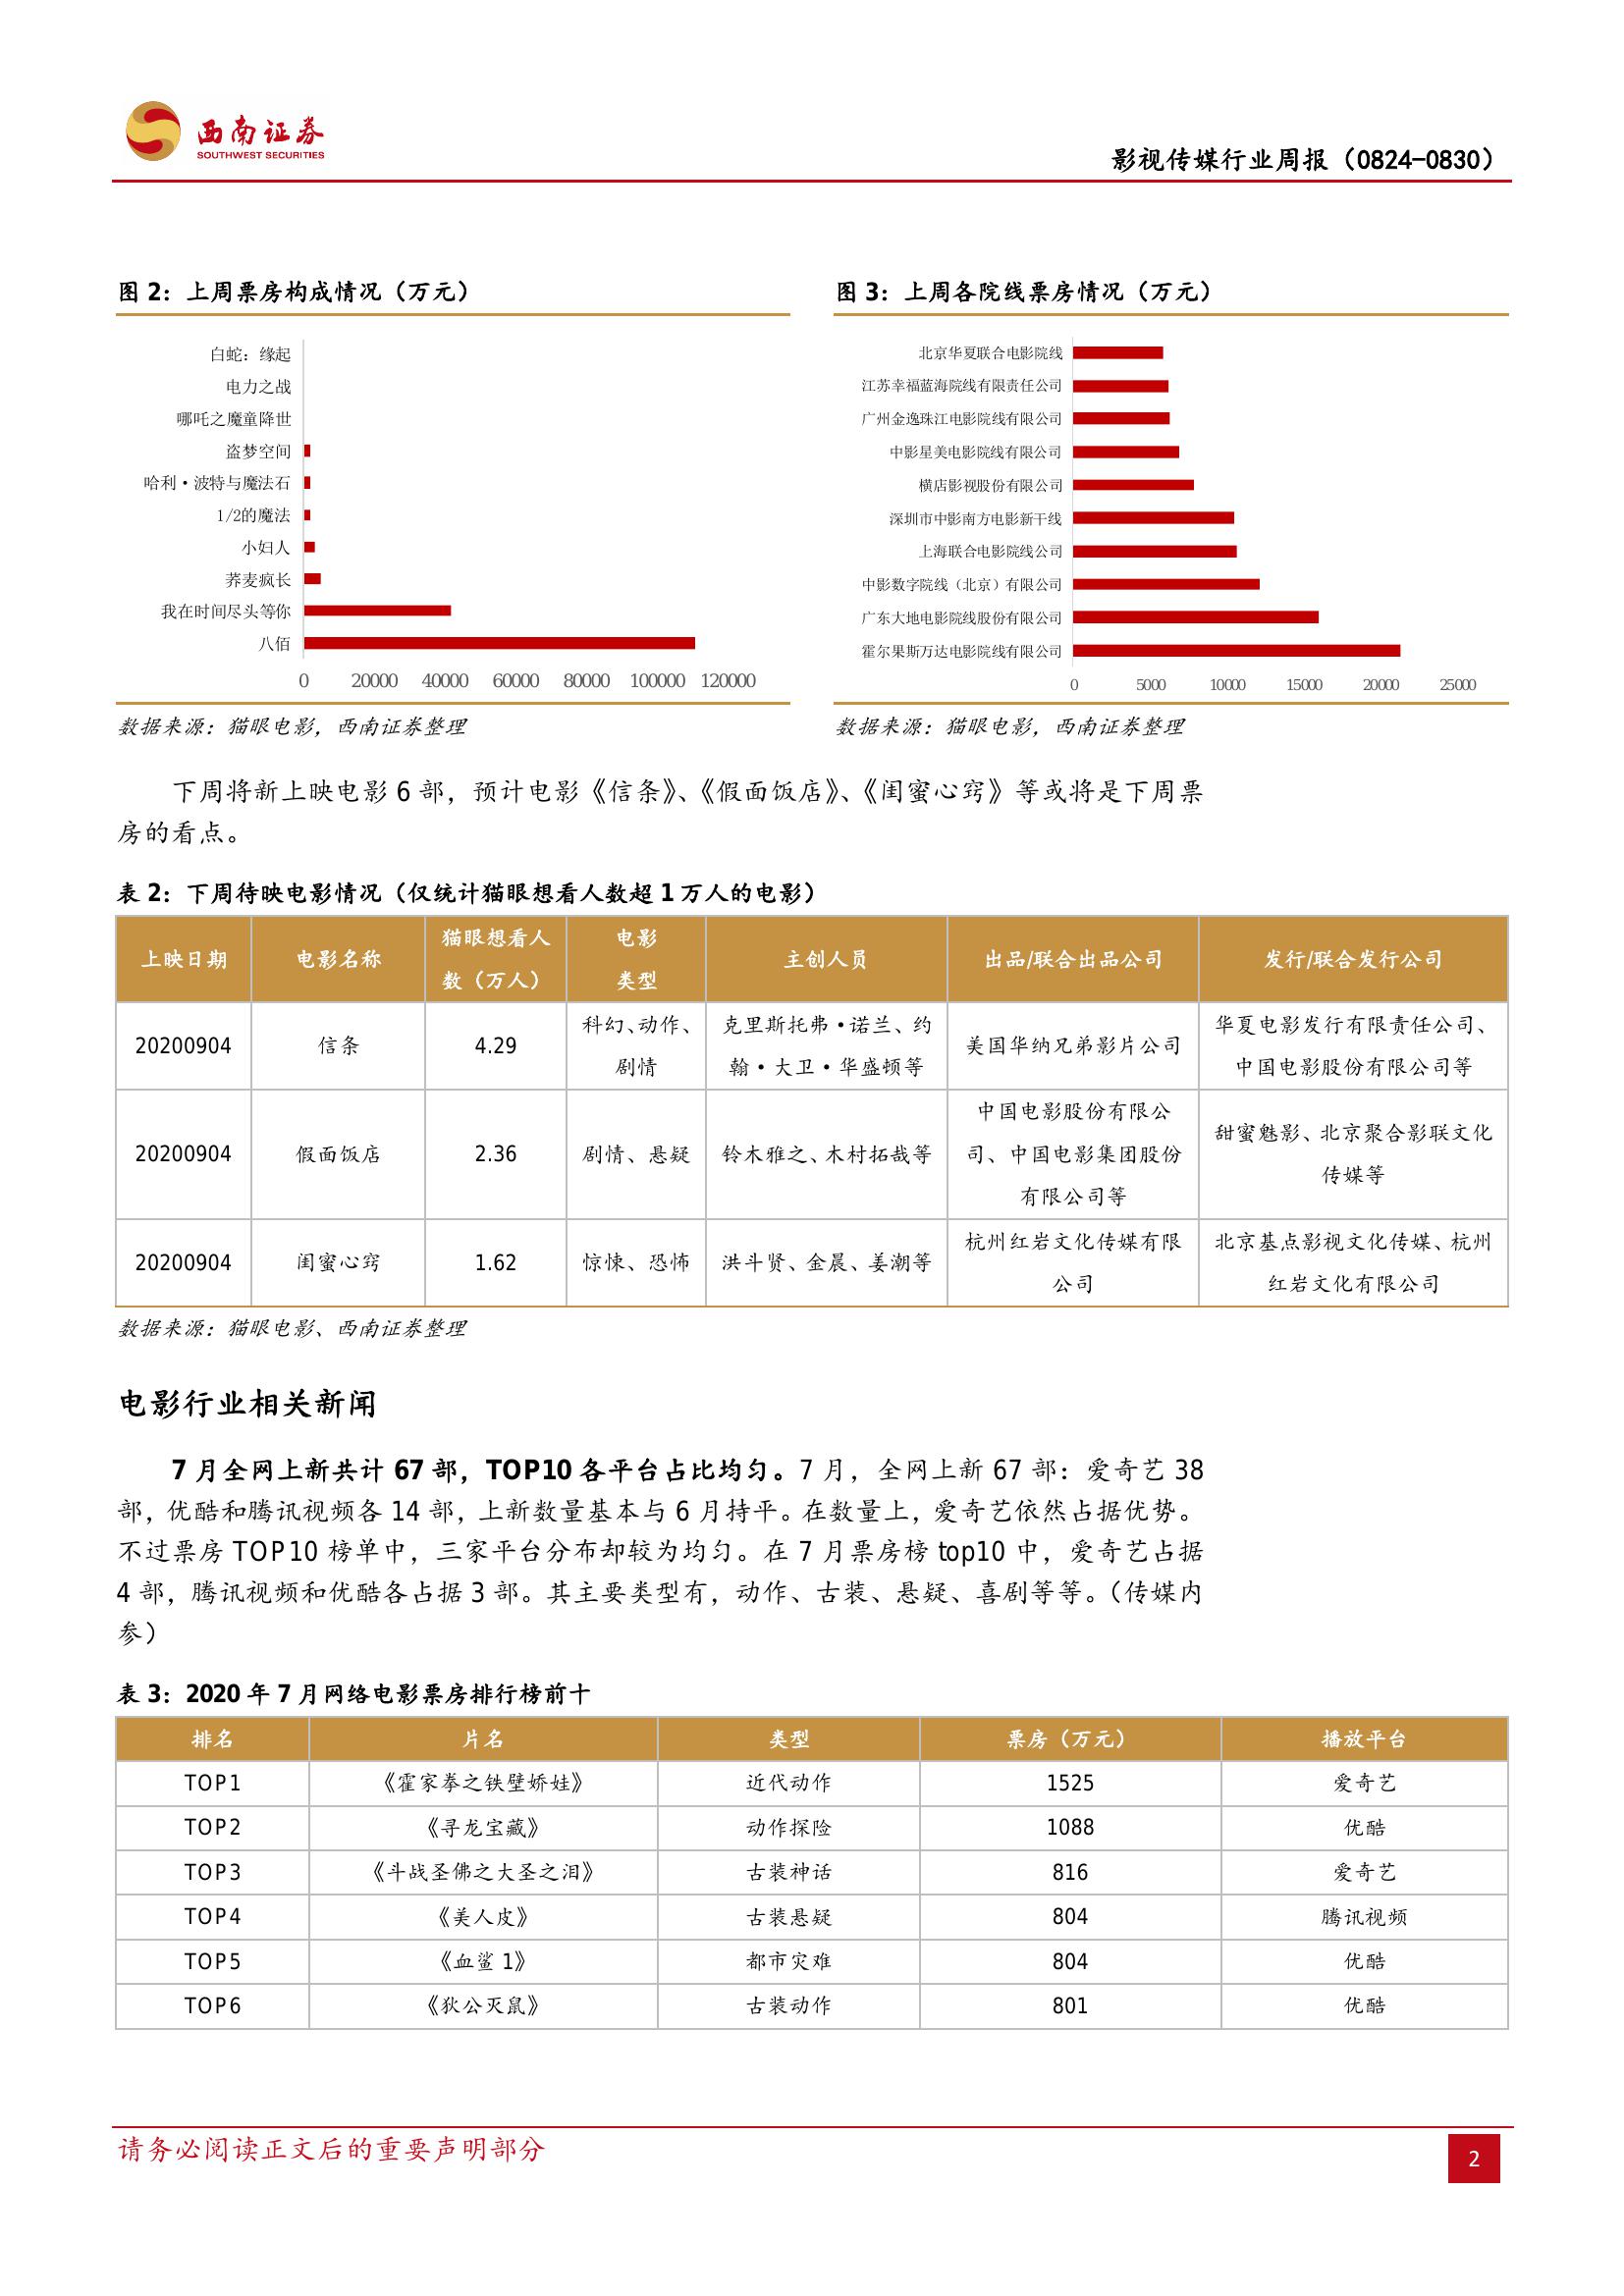 西南证券
SOUTHWEST SECURITIES
影视传媒行业周报（0824-0830）
图 2：上周票房构成情况（万元）
白蛇：缘起
电力之战
哪吒之魔童降世
盗梦空间
哈利·波特与魔法石
1/2的魔法
小妇人
荞麦疯长
我在时间尽头等你
八佰
0 20000 40000 60000 80000 100000 120000
数据来源：猫眼电影，西南证券整理
图 3：上周各院线票房情况（万元）
北京华夏联合电影院线
江苏幸福蓝海院线有限责任公司
广州金逸珠江电影院线有限公司
中影星美电影院线有限公司
横店影视股份有限公司
深圳市中影南方电影新干线
上海联合电影院线公司
中影数字院线（北京）有限公司
广东大地电影院线股份有限公司
霍尔果斯万达电影院线有限公司
0 5000 10000 15000 20000 25000
数据来源：猫眼电影，西南证券整理
下周将新上映电影 6 部，预计电影《信条》、《假面饭店》、《闺蜜心窍》等或将是下周票
房的看点。
表 2：下周待映电影情况（仅统计猫眼想看人数超 1 万人的电影）
上映日期 电影名称 猫眼想看人 电影 主创人员 出品/联合出品公司 发行/联合发行公司
数（万人） 类型
科幻、动作、 克里斯托弗·诺兰、约 华夏电影发行有限责任公司、
20200904 信条 4.29 美国华纳兄弟影片公司
剧情 翰·大卫·华盛顿等 中国电影股份有限公司等
中国电影股份有限公
20200904 假面饭店 2.36 剧情、悬疑 铃木雅之、木村拓哉等 司、中国电影集团股份 甜蜜魅影、北京聚合影联文化
有限公司等 传媒等
杭州红岩文化传媒有限 北京基点影视文化传媒、杭州
20200904 闺蜜心窍 1.62 惊悚、恐怖 洪斗贤、金晨、姜潮等
公司 红岩文化有限公司
数据来源：猫眼电影、西南证券整理
电影行业相关新闻
7 月全网上新共计 67 部，TOP10 各平台占比均匀。7 月，全网上新 67 部：爱奇艺 38
部，优酷和腾讯视频各 14 部，上新数量基本与 6 月持平。在数量上，爱奇艺依然占据优势。
不过票房 TOP10 榜单中，三家平台分布却较为均匀。在 7 月票房榜 top10 中，爱奇艺占据
4 部，腾讯视频和优酷各占据 3 部。其主要类型有，动作、古装、悬疑、喜剧等等。（传媒内
参）
表 3：2020 年 7 月网络电影票房排行榜前十
排名 片名 类型 票房（万元） 播放平台
TOP1 《霍家拳之铁壁娇娃》 近代动作 1525 爱奇艺
TOP2 《寻龙宝藏》 动作探险 1088 优酷
TOP3 《斗战圣佛之大圣之泪》 古装神话 816 爱奇艺
TOP4 《美人皮》 古装悬疑 804 腾讯视频
TOP5 《血鲨 1》 都市灾难 804 优酷
TOP6 《狄公灭鼠》 古装动作 801 优酷
请务必阅读正文后的重要声明部分
2